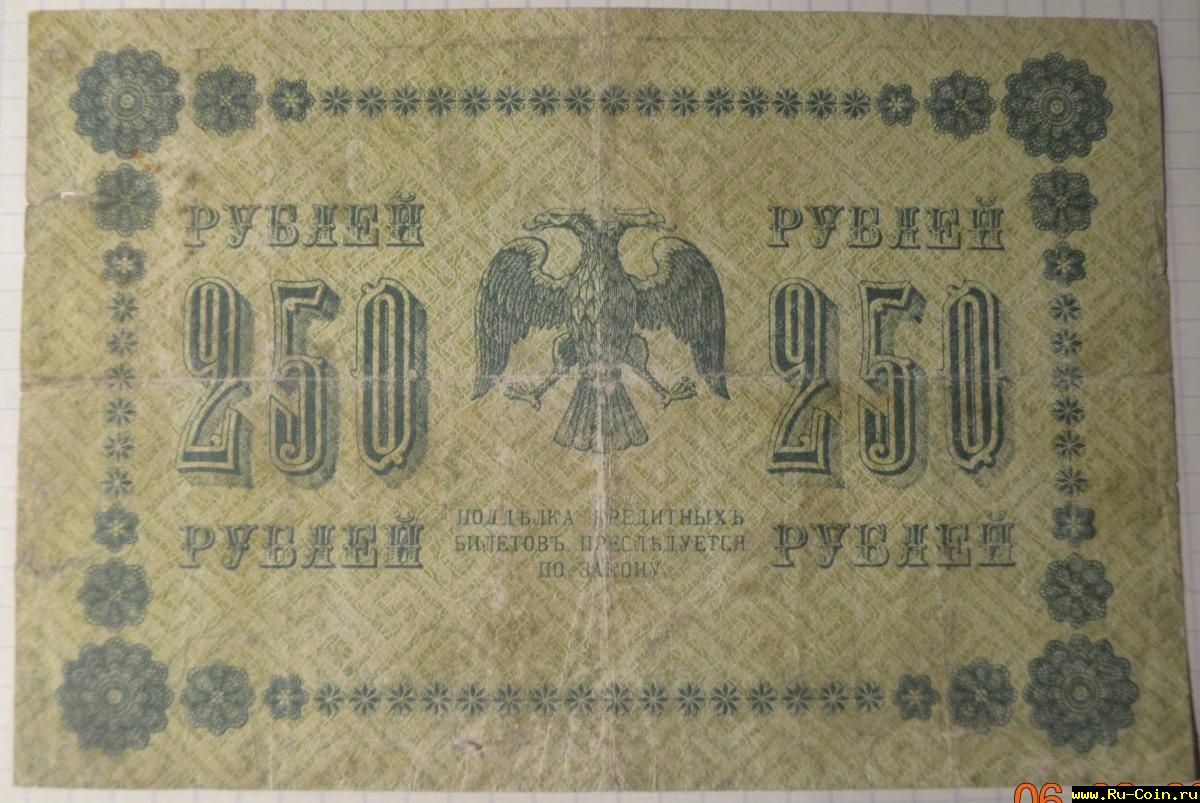 РУБЛЕЙ
250
РУБЛЕЙ
ПОДДѢЛКА КРЕДИТНЫХЪ
БИЛЕТОВЪ ПРЕСЛѢДУЕТСЯ
ПО ЗАКОНУ.
РУБЛЕЙ
250
РУБЛЕЙ
www.Ru-Coin.ru